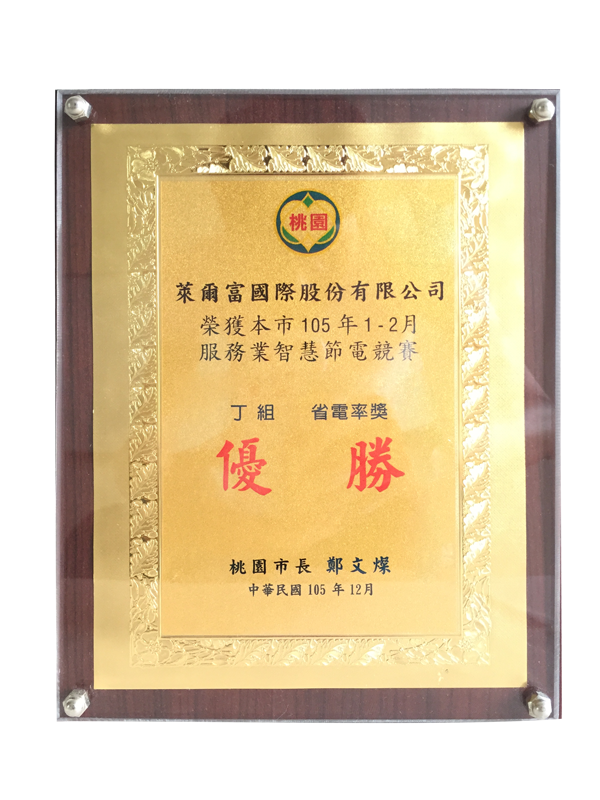 桃園
萊爾富國際股份有限公司
榮獲本市105年1-2月
服務業智慧節電競賽
丁組 省電率獎
優 勝
桃園市長 鄭文燦
中華民國105年12月